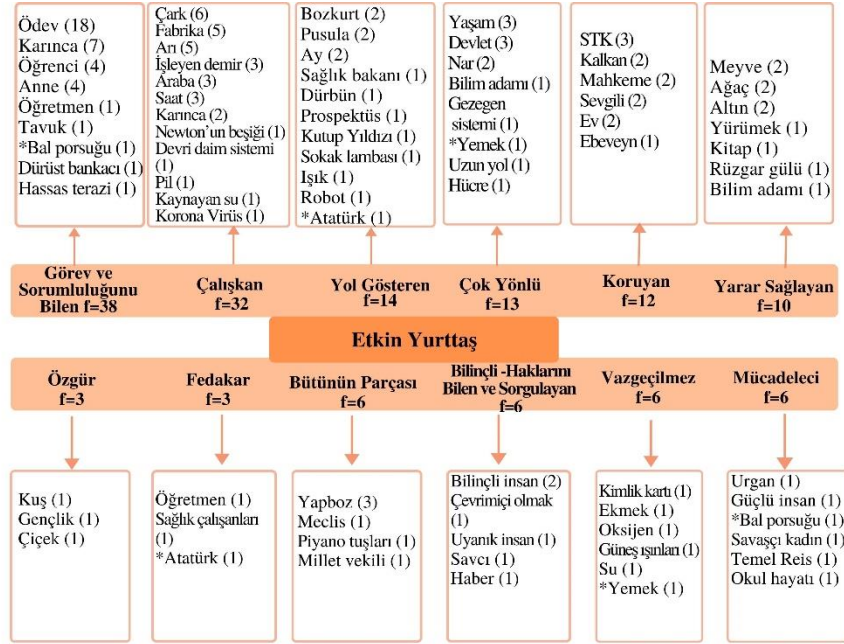 Ödev (18)
Karınca (7)
Öğrenci (4)
Anne (4)
Öğretmen (1)
Tavuk (1)
*Bal porsuğu (1)
Dürüst bankacı (1)
Hassas terazi (1)
Çark (6)
Fabrika (5)
Arı (5)
İşleyen demir (3)
Araba (3)
Saat (3)
Karınca (2)
Newton'un beşiği (1)
Devri daim sistemi
(1)
Pil (1)
Kaynayan su (1)
Korona Virüs (1)
Bozkurt (2)
Pusula (2)
Ay (2)
Sağlık bakanı (1)
Dürbün (1)
Prospektüs (1)
Kutup Yıldızı (1)
Sokak lambası (1)
Işık (1)
Robot (1)
*Atatürk (1)
Yaşam (3)
Devlet (3)
Nar (2)
Bilim adamı (1)
Gezegen
sistemi (1)
*Yemek (1)
Uzun yol (1)
Hücre (1)
STK (3)
Kalkan (2)
Mahkeme (2)
Sevgili (2)
Ev (2)
Ebeveyn (1)
Meyve (2)
Ağaç (2)
Altın (2)
Yürümek (1)
Kitap (1)
Rüzgar gülü (1)
Bilim adamı (1)
Görev ve
Sorumluluğunu
Bilen f=38
Çalışkan
f=32
Yol Gösteren
f=14
Çok Yönlü
f=13
Koruyan
f=12
Yarar Sağlayan
f=10
Etkin Yurttaş
Özgür
f=3
Fedakar
f=3
Bütünün Parçası
f=6
Bilinçli -Haklarını
Bilen ve Sorgulayan
f=6
Vazgeçilmez
f=6
Mücadeleci
f=6
Kuş (1)
Gençlik (1)
Çiçek (1)
Öğretmen (1)
Sağlık çalışanları
(1)
*Atatürk (1)
Yapboz (3)
Meclis (1)
Piyano tuşları (1)
Millet vekili (1)
Bilinçli insan (2)
Çevrimiçi olmak
(1)
Uyanık insan (1)
Savcı (1)
Haber (1)
Kimlik kartı (1)
Ekmek (1)
Oksijen (1)
Güneş ışınları (1)
Su (1)
*Yemek (1)
Urgan (1)
Güçlü insan (1)
*Bal porsuğu (1)
Savaşçı kadın (1)
Temel Reis (1)
Okul hayatı (1)